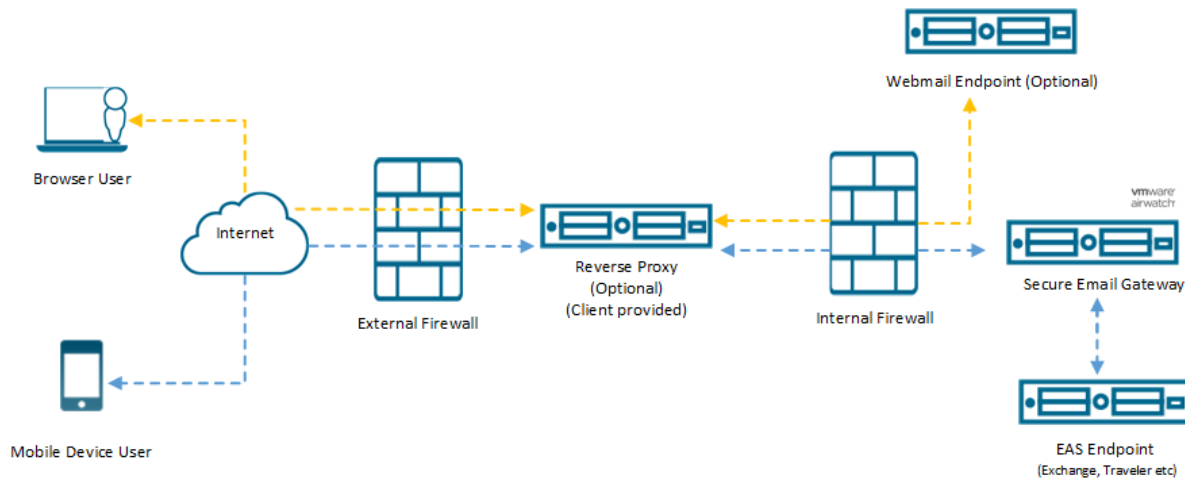 Webmail Endpoint (Optional)
Browser User
Internet
vmware
airwatch
External Firewall
Reverse Proxy
(Optional)
(Client provided)
Internal Firewall
Secure Email Gateway
Mobile Device User
EAS Endpoint
(Exchange, Traveler etc)